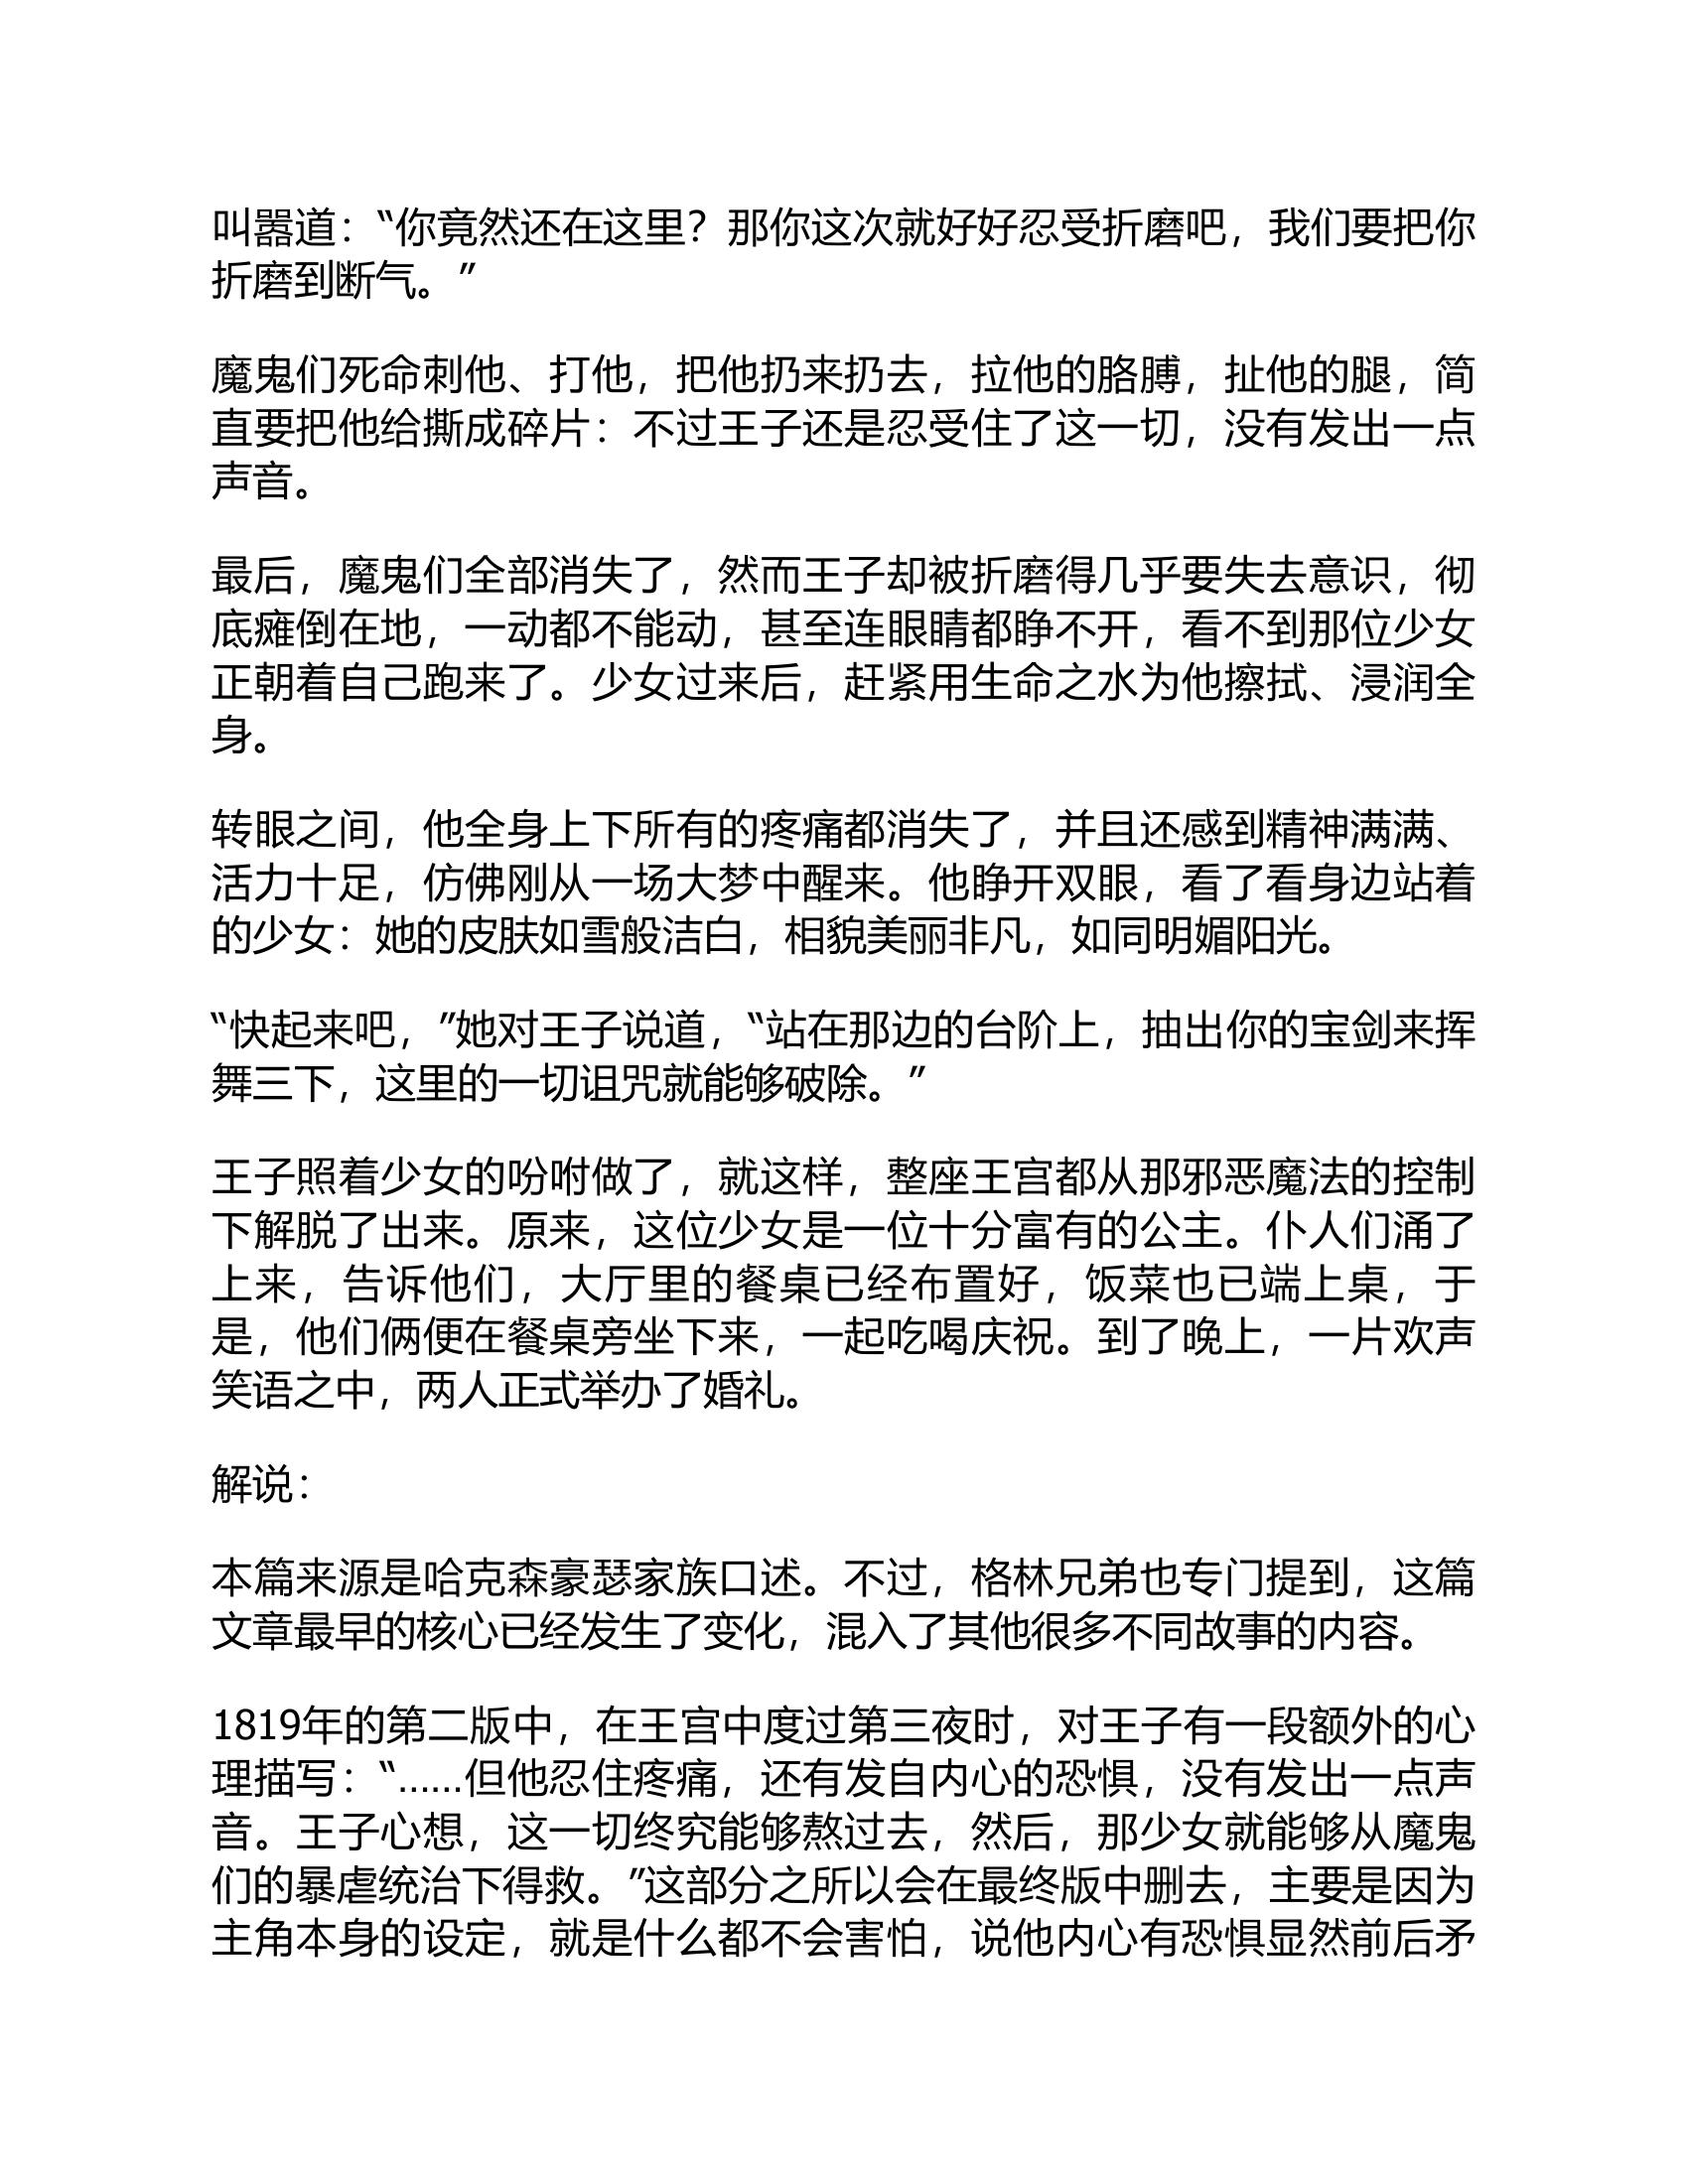 叫嚣道：“你竟然还在这里？那你这次就好好忍受折磨吧，我们要把你
折磨到断气。”
魔鬼们死命刺他、打他，把他扔来扔去，拉他的胳膊，扯他的腿，简
直要把他给撕成碎片：不过王子还是忍受住了这一切，没有发出一点
声音。
最后，魔鬼们全部消失了，然而王子却被折磨得几乎要失去意识，彻
底瘫倒在地，一动都不能动，甚至连眼睛都睁不开，看不到那位少女
正朝着自己跑来了。少女过来后，赶紧用生命之水为他擦拭、浸润全
身。
转眼之间，他全身上下所有的疼痛都消失了，并且还感到精神满满、
活力十足，仿佛刚从一场大梦中醒来。他睁开双眼，看了看身边站着
的少女：她的皮肤如雪般洁白，相貌美丽非凡，如同明媚阳光。
“快起来吧，”她对王子说道，“站在那边的台阶上，抽出你的宝剑来挥
舞三下，这里的一切诅咒就能够破除。”
王子照着少女的吩咐做了，就这样，整座王宫都从那邪恶魔法的控制
下解脱了出来。原来，这位少女是一位十分富有的公主。仆人们涌了
上来，告诉他们，大厅里的餐桌已经布置好，饭菜也已端上桌，于
是，他们俩便在餐桌旁坐下来，一起吃喝庆祝。到了晚上，一片欢声
笑语之中，两人正式举办了婚礼。
解说：
本篇来源是哈克森豪瑟家族口述。不过，格林兄弟也专门提到，这篇
文章最早的核心已经发生了变化，混入了其他很多不同故事的内容。
1819年的第二版中，在王宫中度过第三夜时，对王子有一段额外的心
理描写：“……但他忍住疼痛，还有发自内心的恐惧，没有发出一点声
音。王子心想，这一切终究能够熬过去，然后，那少女就能够从魔鬼
们的暴虐统治下得救。”这部分之所以会在最终版中删去，主要是因为
主角本身的设定，就是什么都不会害怕，说他内心有恐惧显然前后矛